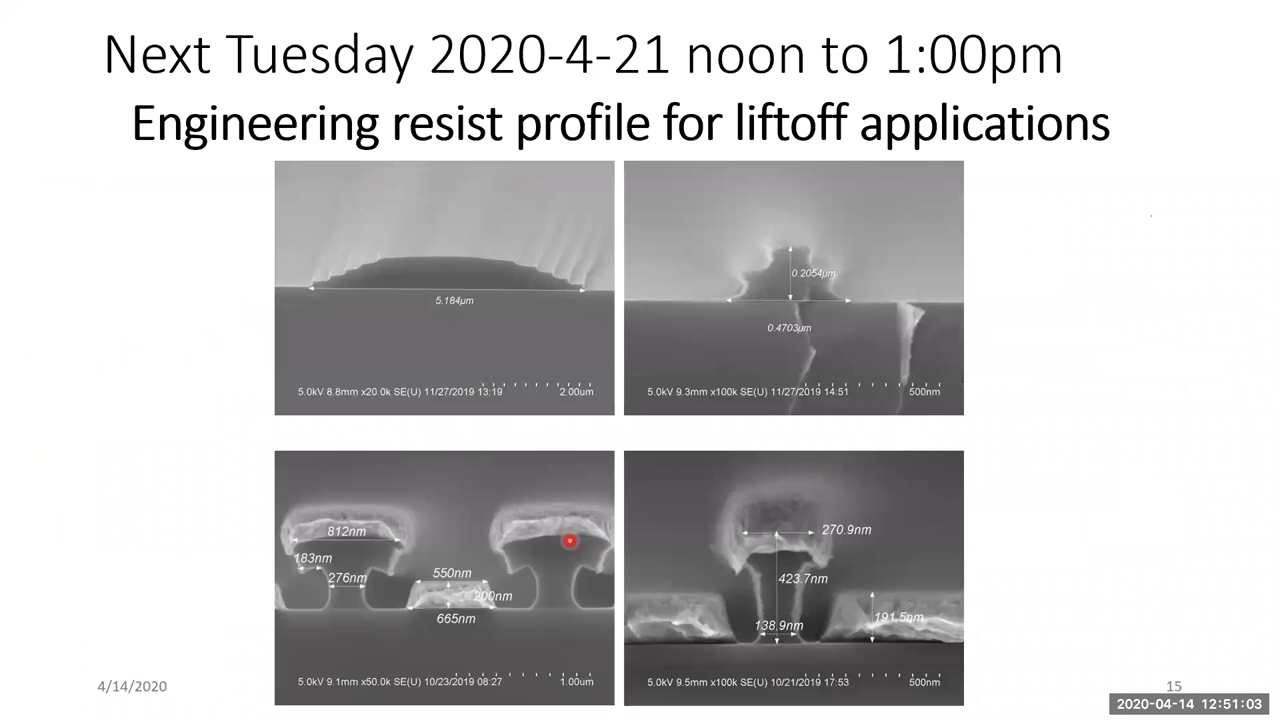 Next Tuesday 2020-4-21 noon to 1:00pm
Engineering resist profile for liftoff applications
5.184µm
5.0kV 8.8mm x20.0k SE(U) 11/27/2019 13:19 2.00um
0.2054µm
0.4703µm
5.0kV 9.3mm x100k SE(U) 11/27/2019 14:51 500nm
812nm
183nm
276nm
550nm
200nm
665nm
5.0kV 9.1mm x50.0k SE(U) 10/23/2019 08:27 1.00um
270.9nm
423.7nm
138.9nm
191.5nm
5.0kV 9.5mm x100k SE(U) 10/21/2019 17:53 500nm
4/14/2020
15
2020-04-14 12:51:03